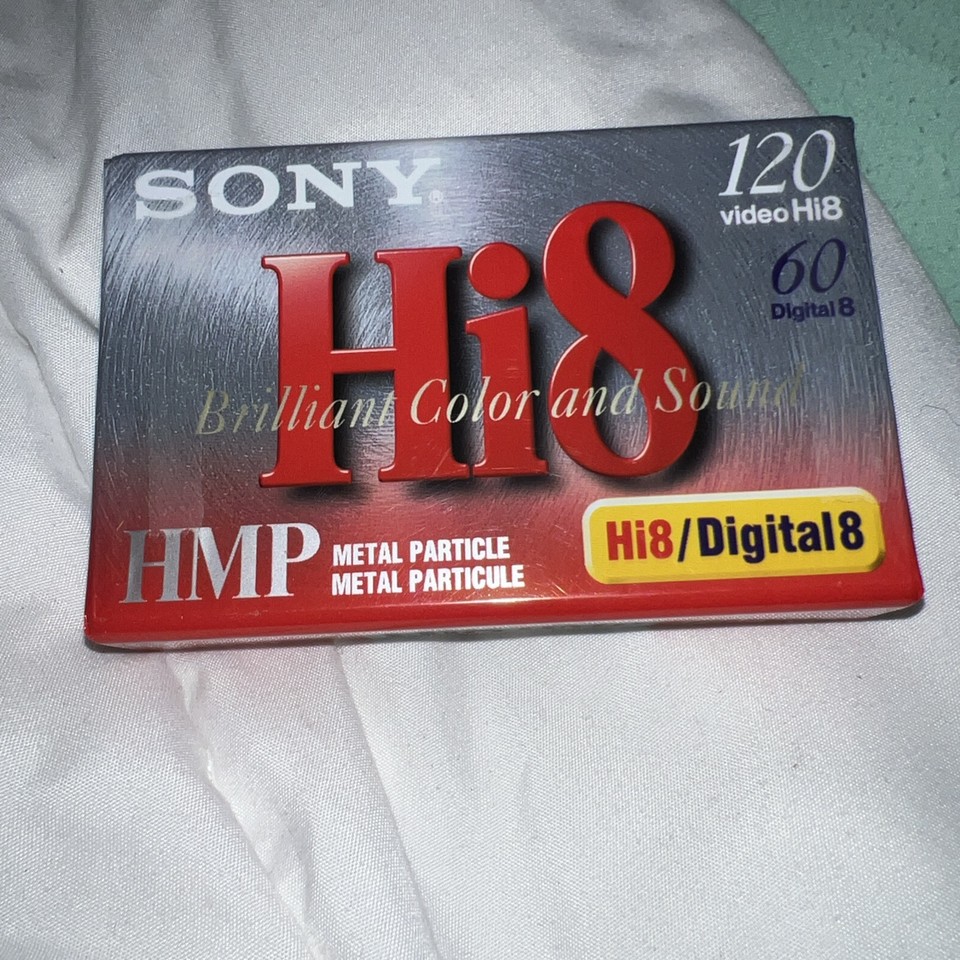 SONY®
120
video Hi8
60
Digital 8
Hi8
Brilliant Color and Sound
HMP
METAL PARTICLE
METAL PARTICULE
Hi8/Digital8